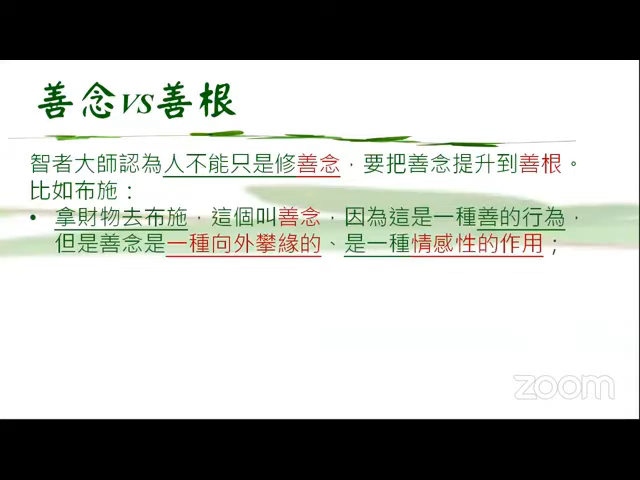 善念vs善根
智者大師認為人不能只是修善念，要把善念提升到善根。
比如布施：
• 拿財物去布施，這個叫善念，因為這是一種善的行為，
但是善念是一種向外攀緣的、是一種情感性的作用；
zoom